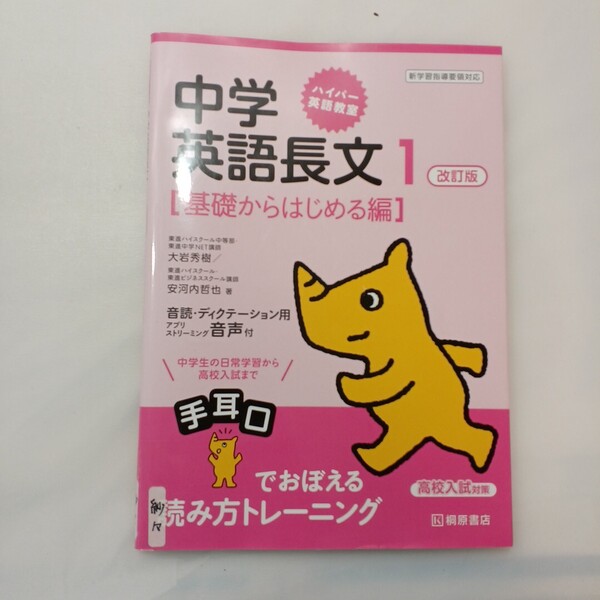 新学習指導要領対応
ハイパー
英語教室
中学
英語長文1
改訂版
[基礎からはじめる編]
東進ハイスクール中等部・
東進中学NET講師
大岩秀樹/
東進ハイスクール・
東進ビジネススクール講師
安河内哲也 著
音読・ディクテーション用
アプリ
ストリーミング 音声付
中学生の日常学習から
高校入試まで
手耳口
でおぼえる
読み方トレーニング
高校入試対策
K 桐原書店